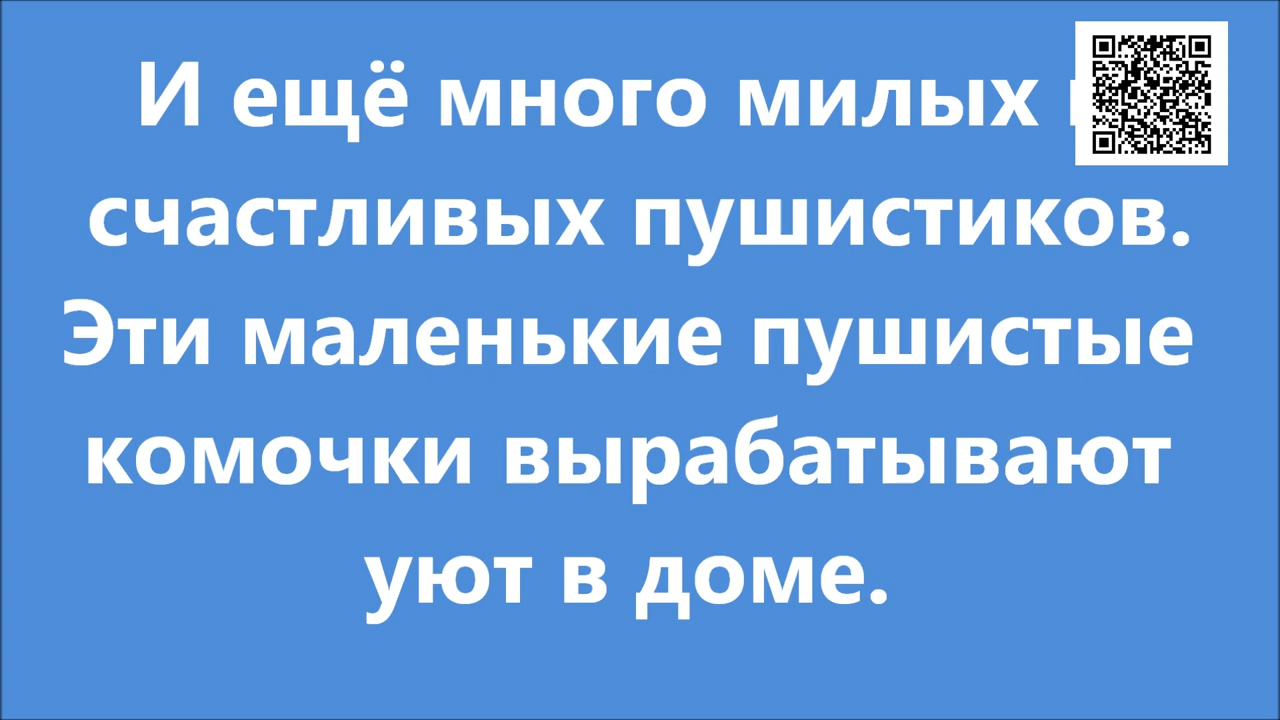 И ещё много милых
счастливых пушистиков.
Эти маленькие пушистые
комочки вырабатывают
уют в доме.